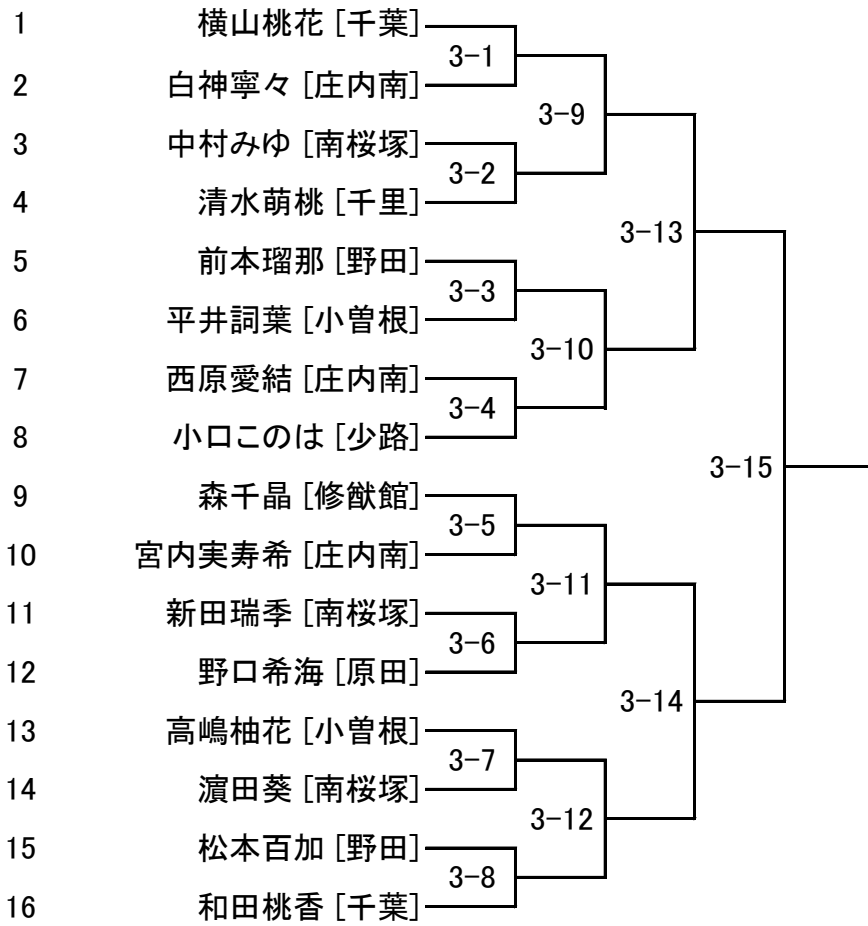 1 横山桃花 [千葉]
3-1
2 白神寧々 [庄内南]
3-9
3 中村みゆ [南桜塚]
3-2
4 清水萌桃 [千里]
3-13
5 前本瑠那 [野田]
3-3
6 平井詞葉 [小曽根]
3-10
7 西原愛結 [庄内南]
3-4
8 小口このは [少路]
3-15
9 森千晶 [修猷館]
3-5
10 宮内実寿希 [庄内南]
3-11
11 新田瑞季 [南桜塚]
3-6
12 野口希海 [原田]
3-14
13 高嶋柚花 [小曽根]
3-7
14 濵田葵 [南桜塚]
3-12
15 松本百加 [野田]
3-8
16 和田桃香 [千葉]